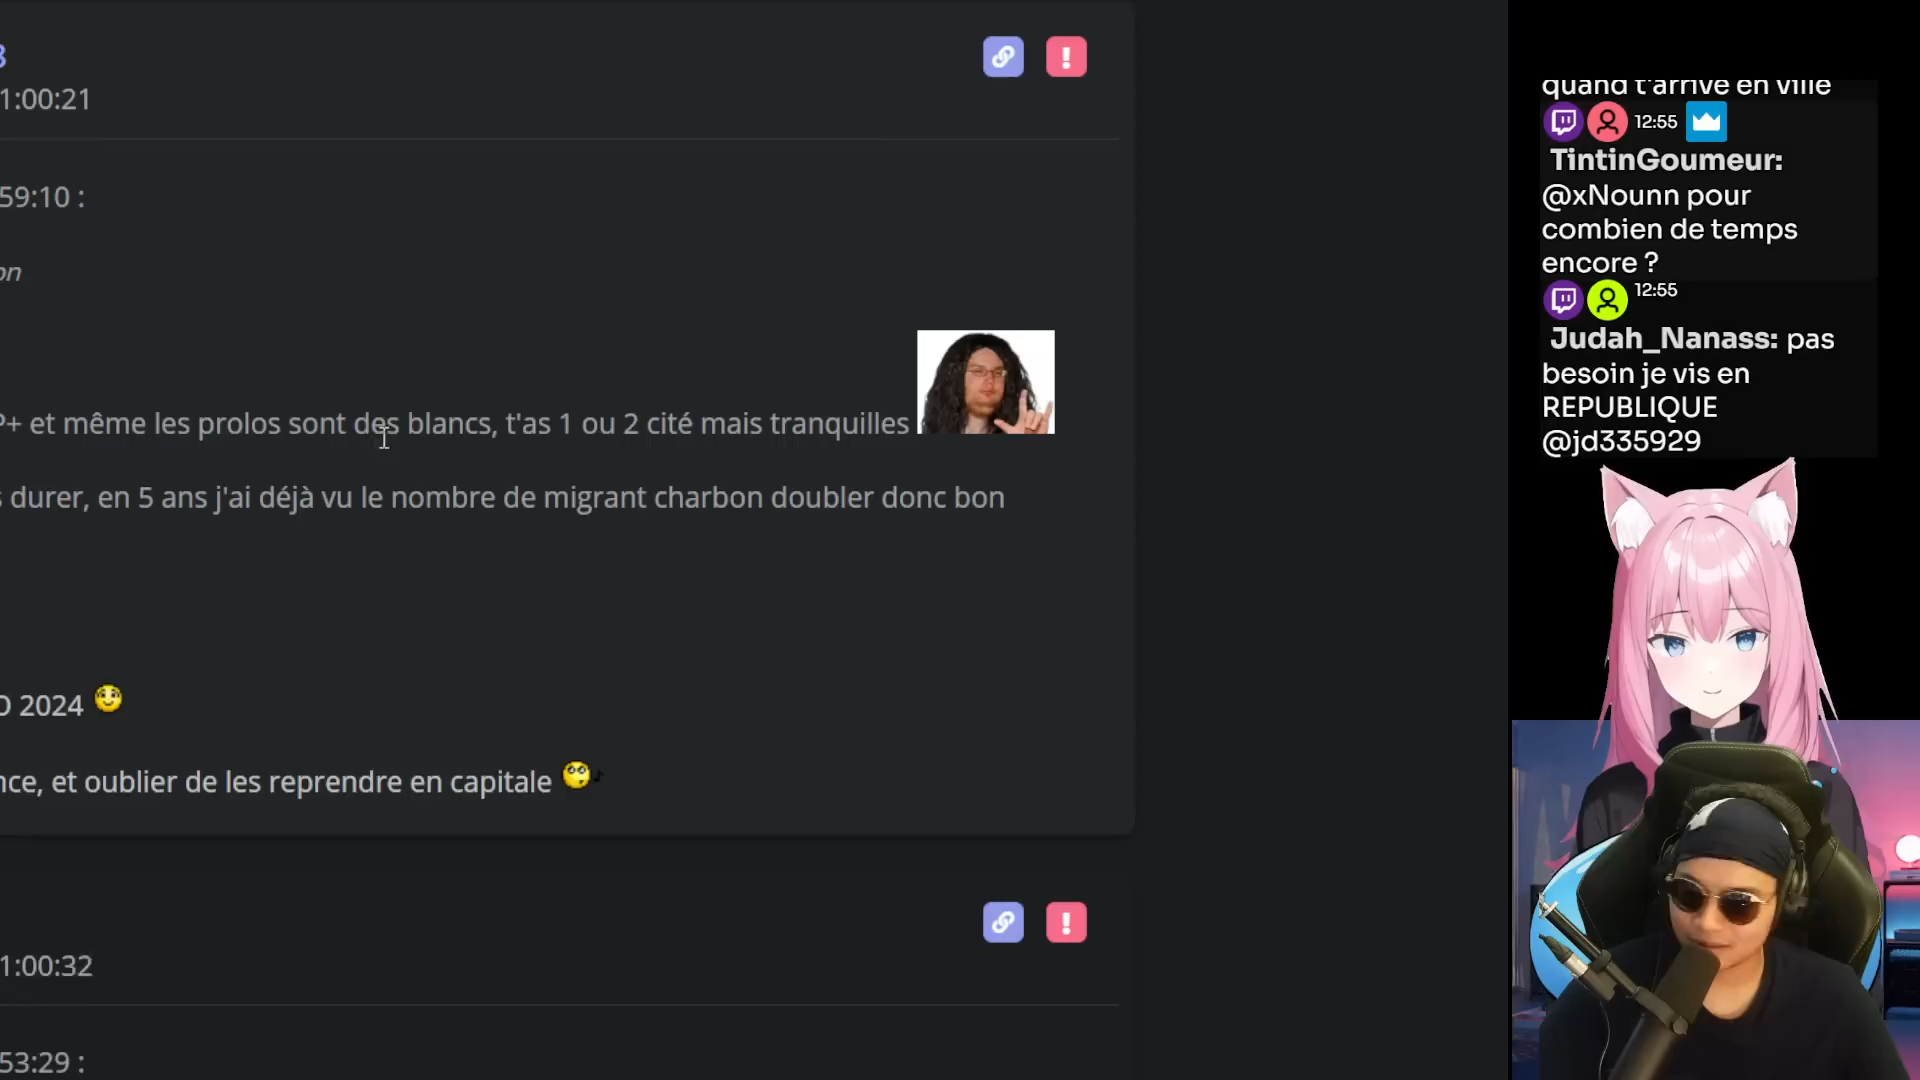 1:00:21
59:10 :
on
P+ et même les prolos sont des blancs, t'as 1 ou 2 cité mais tranquilles
s durer, en 5 ans j'ai déjà vu le nombre de migrant charbon doubler donc bon
O 2024
nce, et oublier de les reprendre en capitale
1:00:32
53:29 :
quand t'arrive en ville
12:55
TintinGoumeur:
@xNounn pour
combien de temps
encore ?
12:55
Judah_Nanass: pas
besoin je vis en
REPUBLIQUE
@jd335929